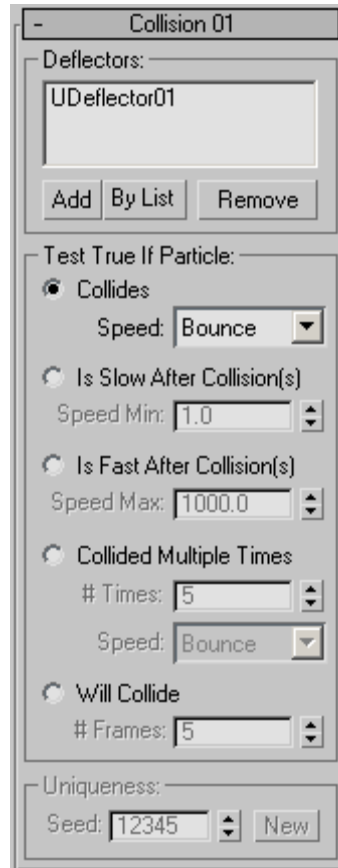 - Collision 01
Deflectors:
UDeflector01
Add By List Remove
Test True If Particle:
Collides
Speed: Bounce
Is Slow After Collision(s)
Speed Min: 1.0
Is Fast After Collision(s)
Speed Max: 1000.0
Collided Multiple Times
# Times: 5
Speed: Bounce
Will Collide
# Frames: 5
Uniqueness:
Seed: 12345 New